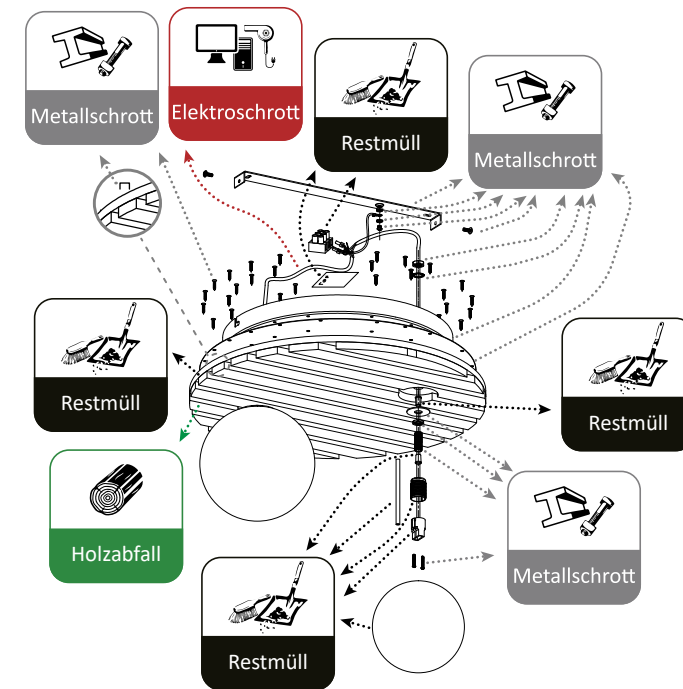 Metallschrott
Elektroschrott
Restmüll
Metallschrott
Restmüll
Restmüll
Holzabfall
Metallschrott
Restmüll